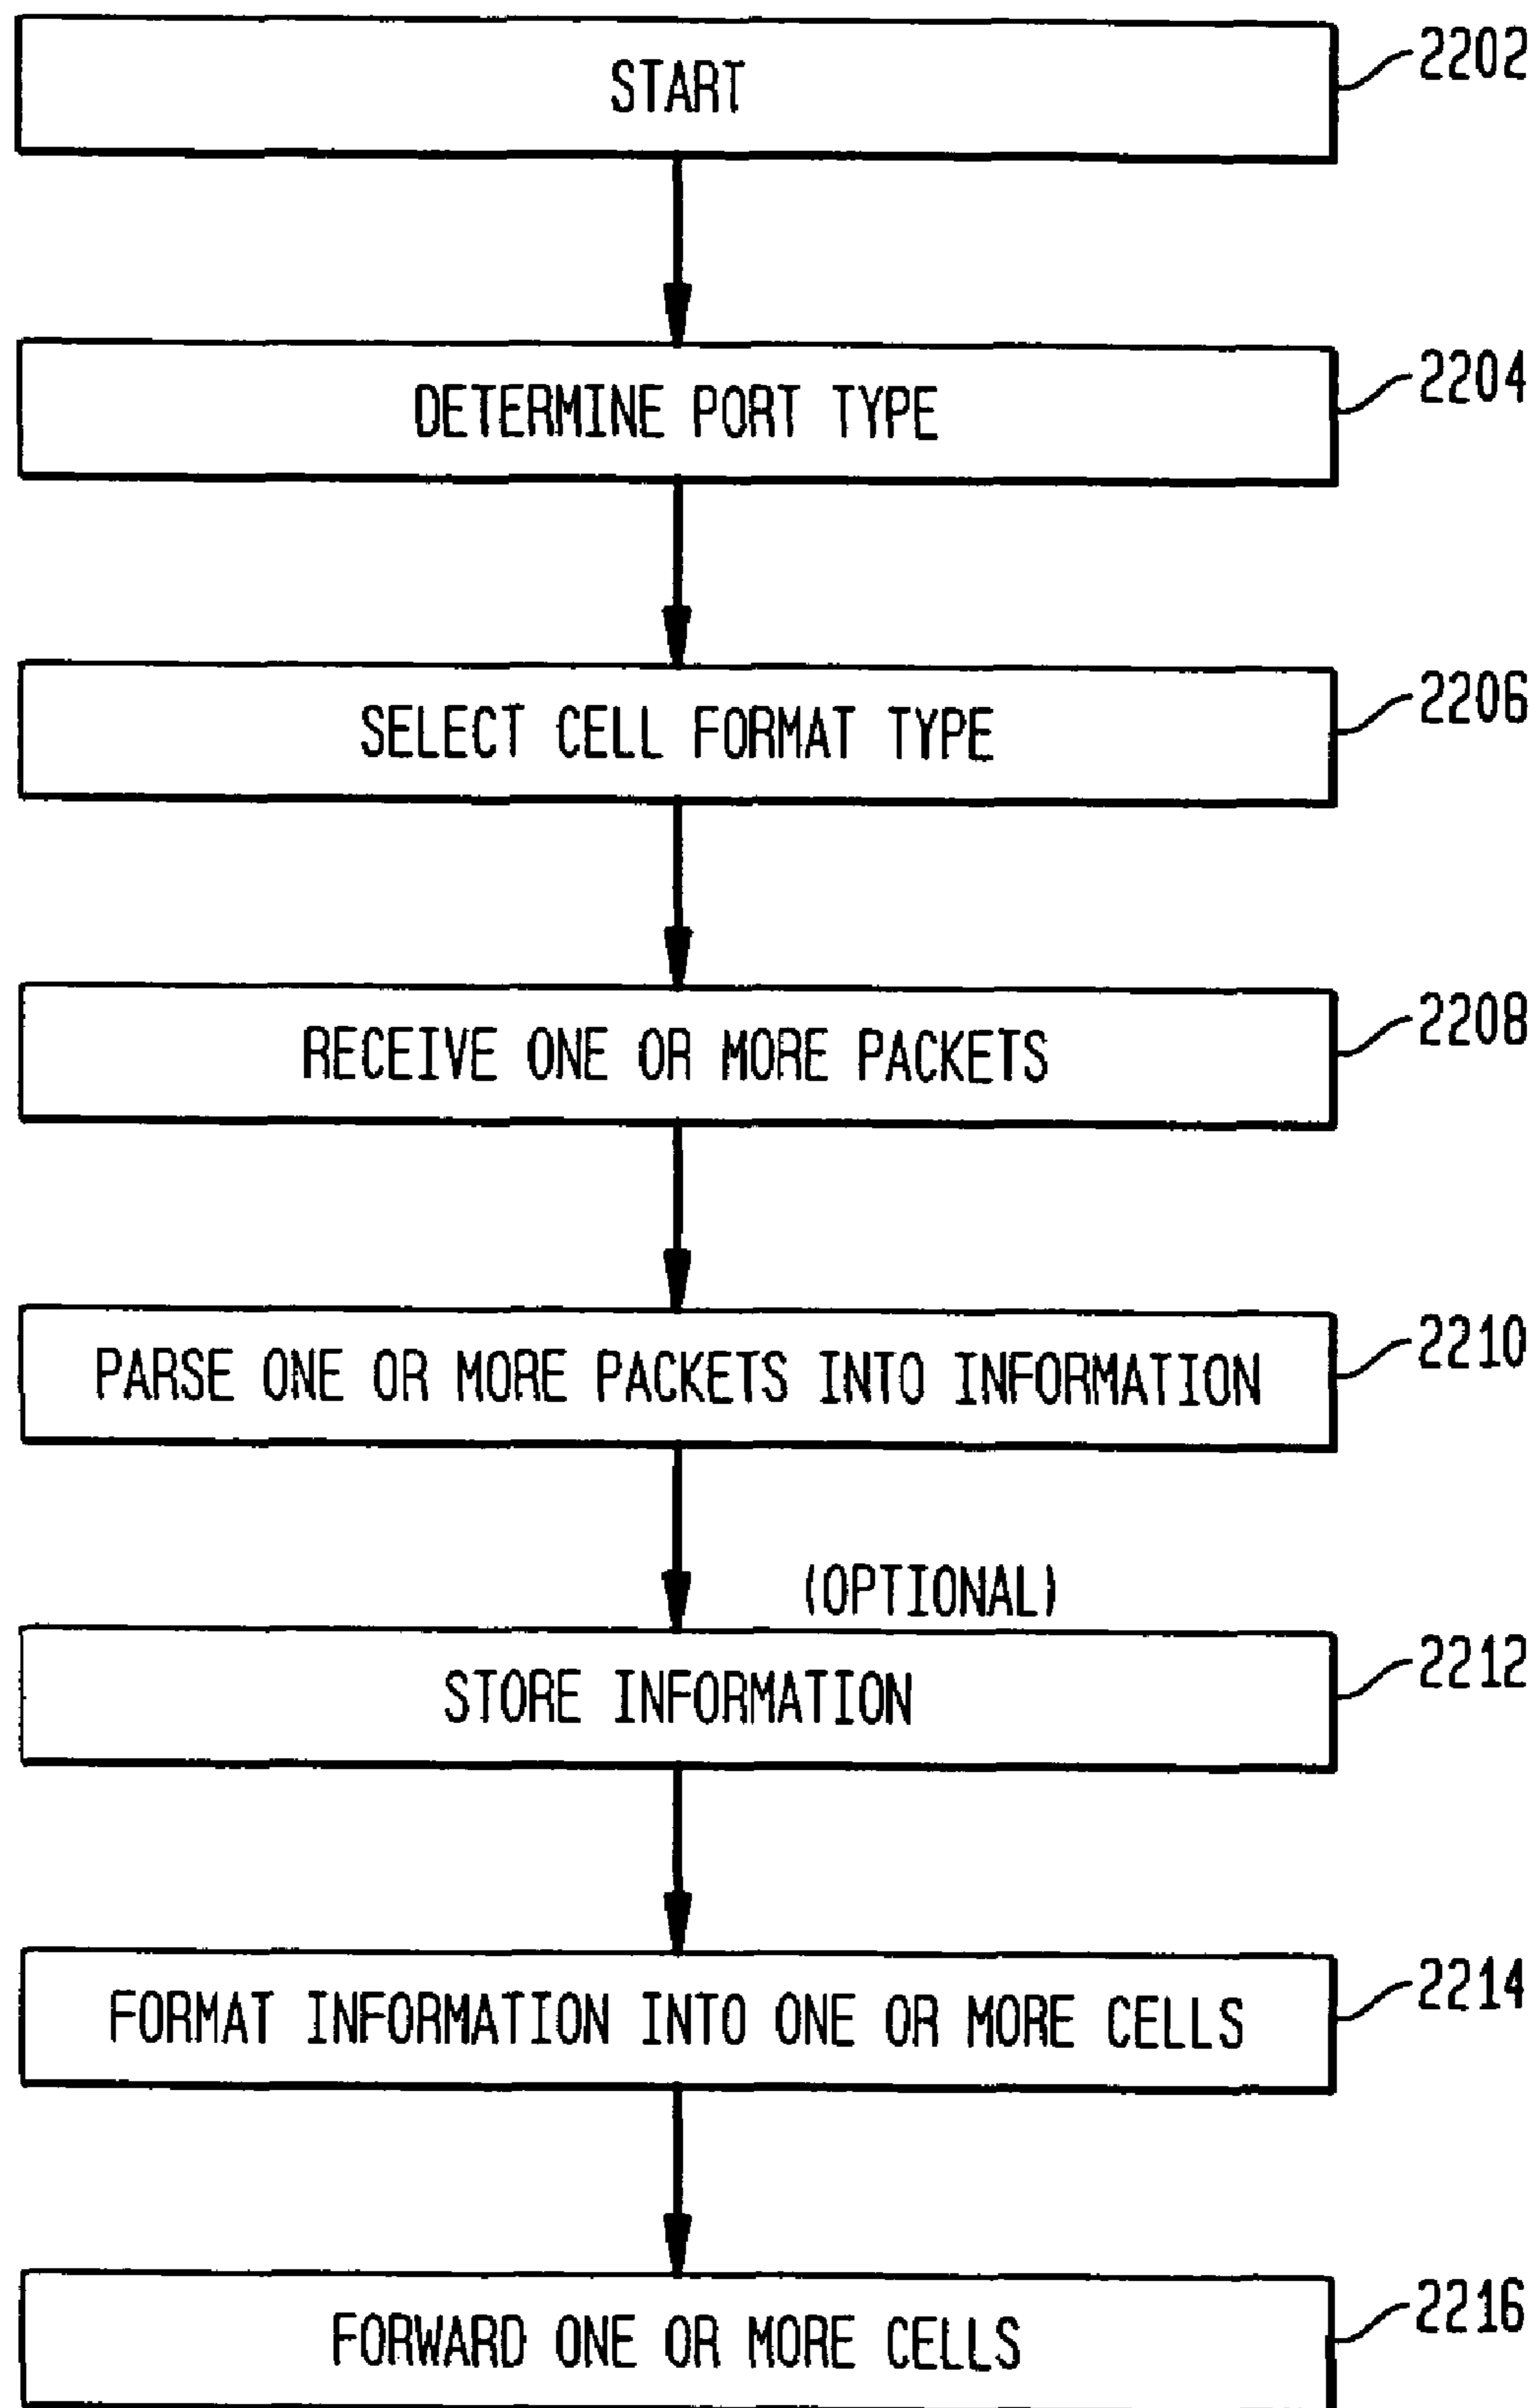 START 2202
DETERMINE PORT TYPE 2204
SELECT CELL FORMAT TYPE 2206
RECEIVE ONE OR MORE PACKETS 2208
PARSE ONE OR MORE PACKETS INTO INFORMATION 2210
(OPTIONAL)
STORE INFORMATION 2212
FORMAT INFORMATION INTO ONE OR MORE CELLS 2214
FORWARD ONE OR MORE CELLS 2216